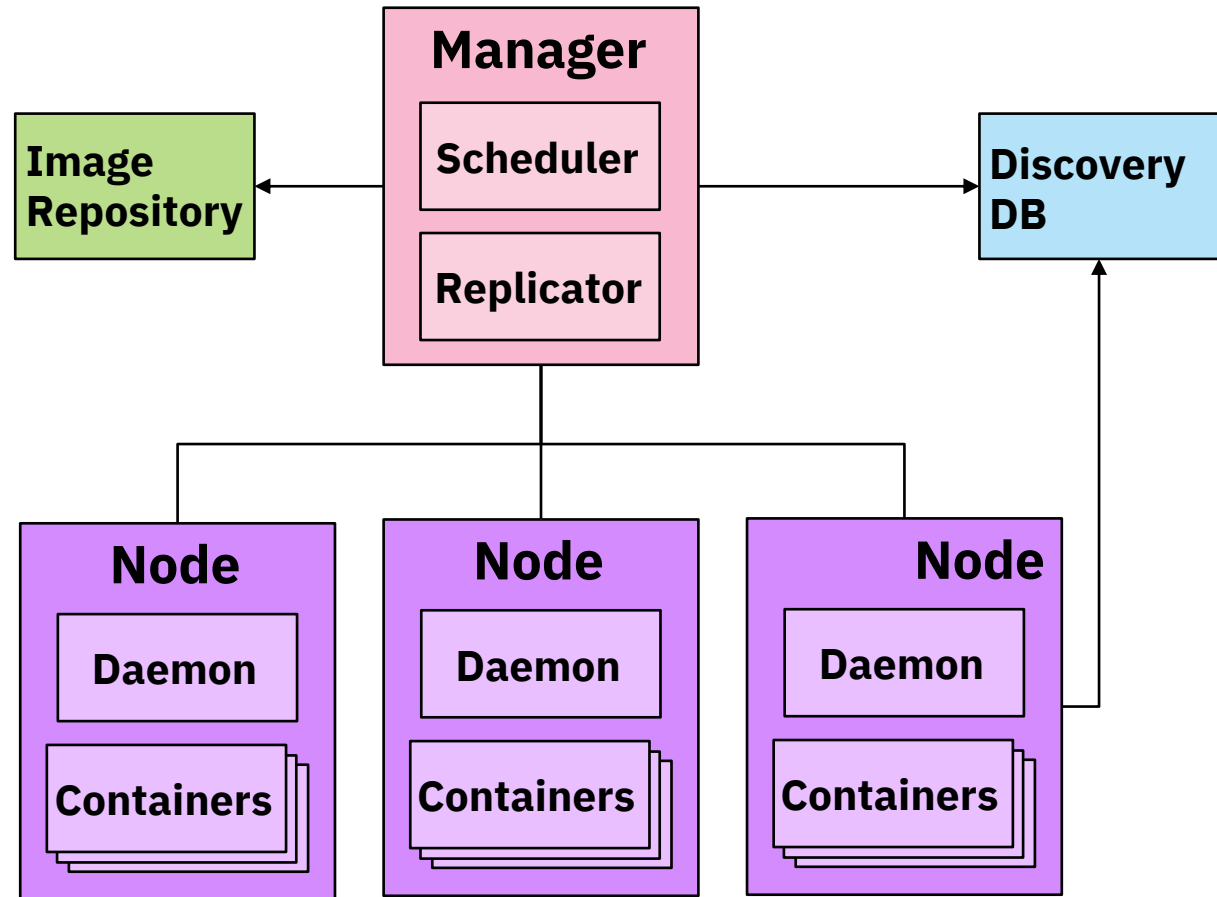 Manager
Scheduler
Replicator
Image
Repository
Discovery
DB
Node
Daemon
Containers
Node
Daemon
Containers
Node
Daemon
Containers